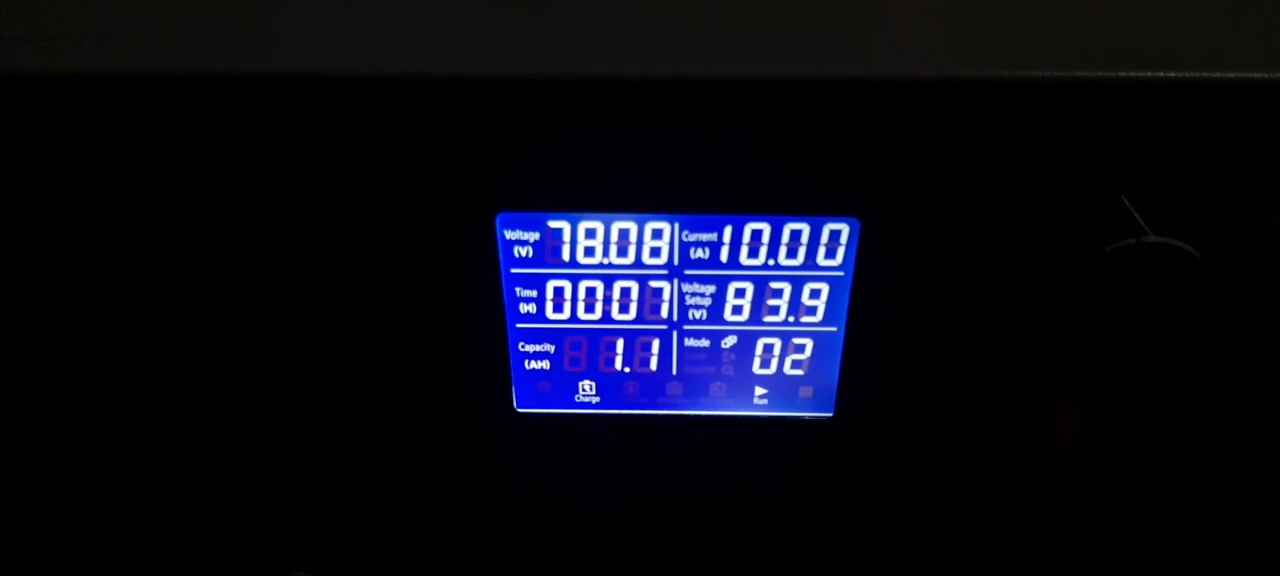 Voltage (V) 78.08 Current (A) 10.00
Time (H) 0007 Voltage Setup (V) 83.9
Capacity (AH) 1.1 Mode 02
Charge Run